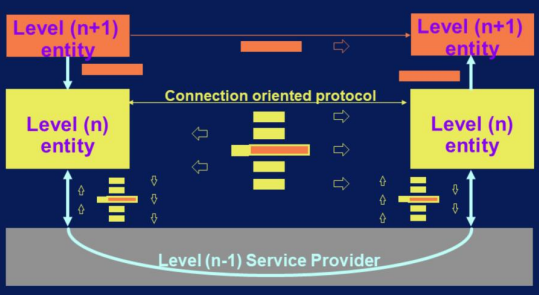 Level (n+1)
entity
Level (n+1)
entity
Connection oriented protocol
Level (n)
entity
Level (n)
entity
Level (n-1) Service Provider